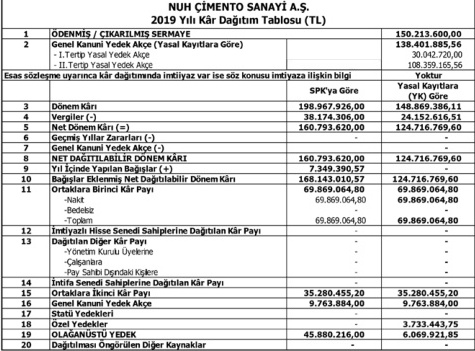 NUH ÇİMENTO SANAYİ A.Ş.
2019 Yılı Kâr Dağıtım Tablosu (TL)
1 ÖDENMİŞ / ÇIKARILMIŞ SERMAYE 150.213.600,00
2 Genel Kanuni Yedek Akçe (Yasal Kayıtlara Göre) 138.401.885,56
- I.Tertip Yasal Yedek Akçe 30.042.720,00
- II.Tertip Yasal Yedek Akçe 108.359.165,56
Esas sözleşme uyarınca kâr dağıtımında imtiyaz var ise söz konusu imtiyaza ilişkin bilgi Yoktur
SPK'ya Göre Yasal Kayıtlara (YK) Göre
3 Dönem Kârı 198.967.926,00 148.869.386,11
4 Vergiler (-) 38.174.306,00 24.152.616,51
5 Net Dönem Kârı (=) 160.793.620,00 124.716.769,60
6 Geçmiş Yıllar Zararları (-) - -
7 Genel Kanuni Yedek Akçe (-) -
8 NET DAĞITILABİLİR DÖNEM KÂRI 160.793.620,00 124.716.769,60
9 Yıl İçinde Yapılan Bağışlar (+) 7.349.390,57 -
10 Bağışlar Eklenmiş Net Dağıtılabilir Dönem Kârı 168.143.010,57 124.716.769,60
11 Ortaklara Birinci Kâr Payı 69.869.064,80 69.869.064,80
-Nakit 69.869.064,80 69.869.064,80
-Bedelsiz - -
-Toplam 69.869.064,80 69.869.064,80
12 İmtiyazlı Hisse Senedi Sahiplerine Dağıtılan Kâr Payı - -
13 Dağıtılan Diğer Kâr Payı - -
-Yönetim Kurulu Üyelerine - -
-Çalışanlara - -
-Pay Sahibi Dışındaki Kişilere - -
14 İntifa Senedi Sahiplerine Dağıtılan Kâr Payı - -
15 Ortaklara İkinci Kâr Payı 35.280.455,20 35.280.455,20
16 Genel Kanuni Yedek Akçe 9.763.884,00 9.763.884,00
17 Statü Yedekleri - -
18 Özel Yedekler - 3.733.443,75
19 OLAĞANÜSTÜ YEDEK 45.880.216,00 6.069.921,85
20 Dağıtılması Öngörülen Diğer Kaynaklar - -